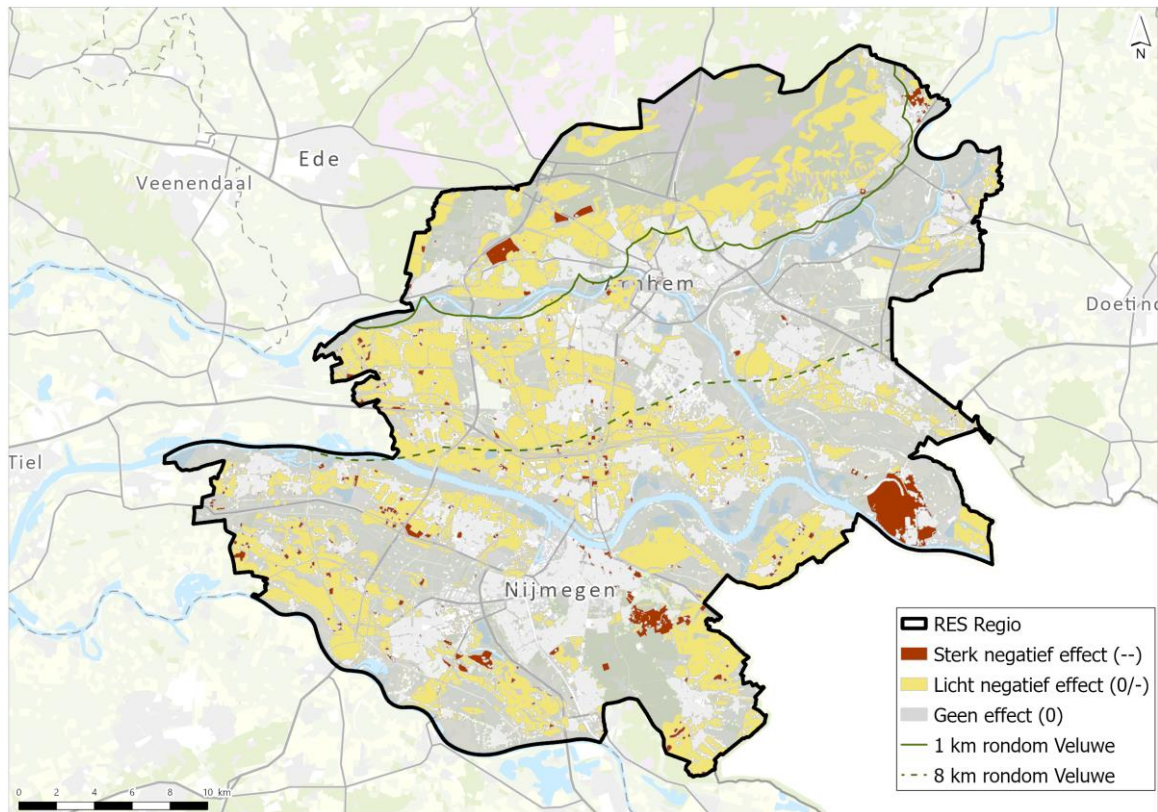 N
Ede
Veenendaal
Arnhem
Doetinc
Tiel
Nijmegen
RES Regio
Sterk negatief effect (--)
Licht negatief effect (0/-)
Geen effect (0)
1 km rondom Veluwe
8 km rondom Veluwe
0 2 4 6 8 10 km